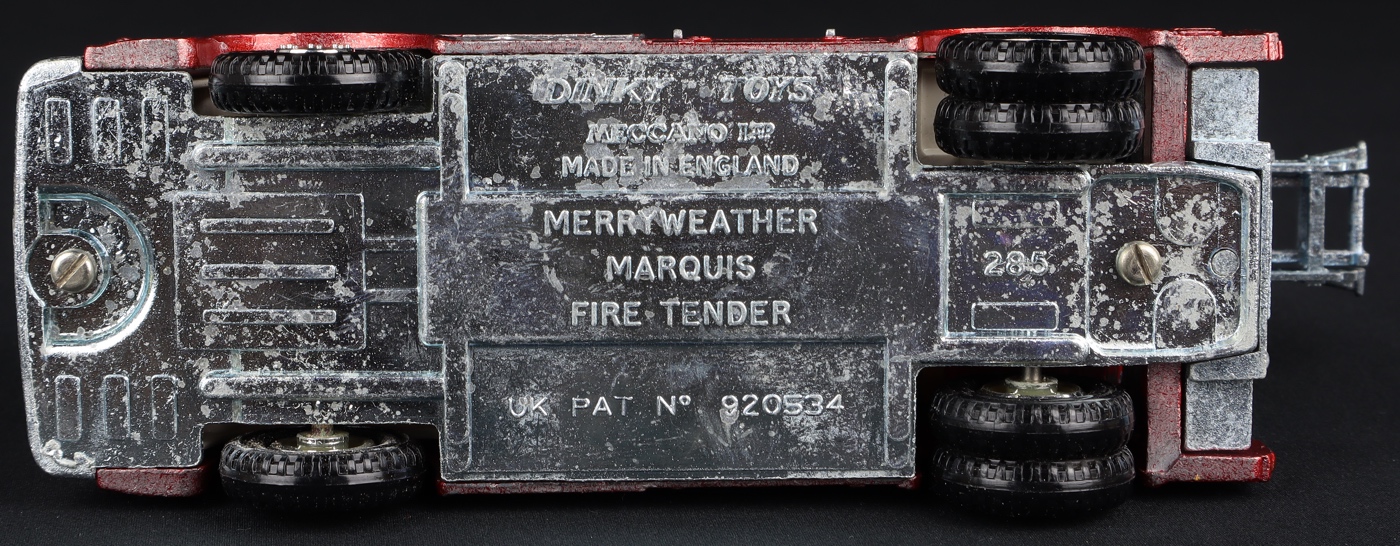 DINKY TOYS
MECCANO LTD
MADE IN ENGLAND
MERRYWEATHER
MARQUIS
FIRE TENDER
285
UK PAT Nº 920534